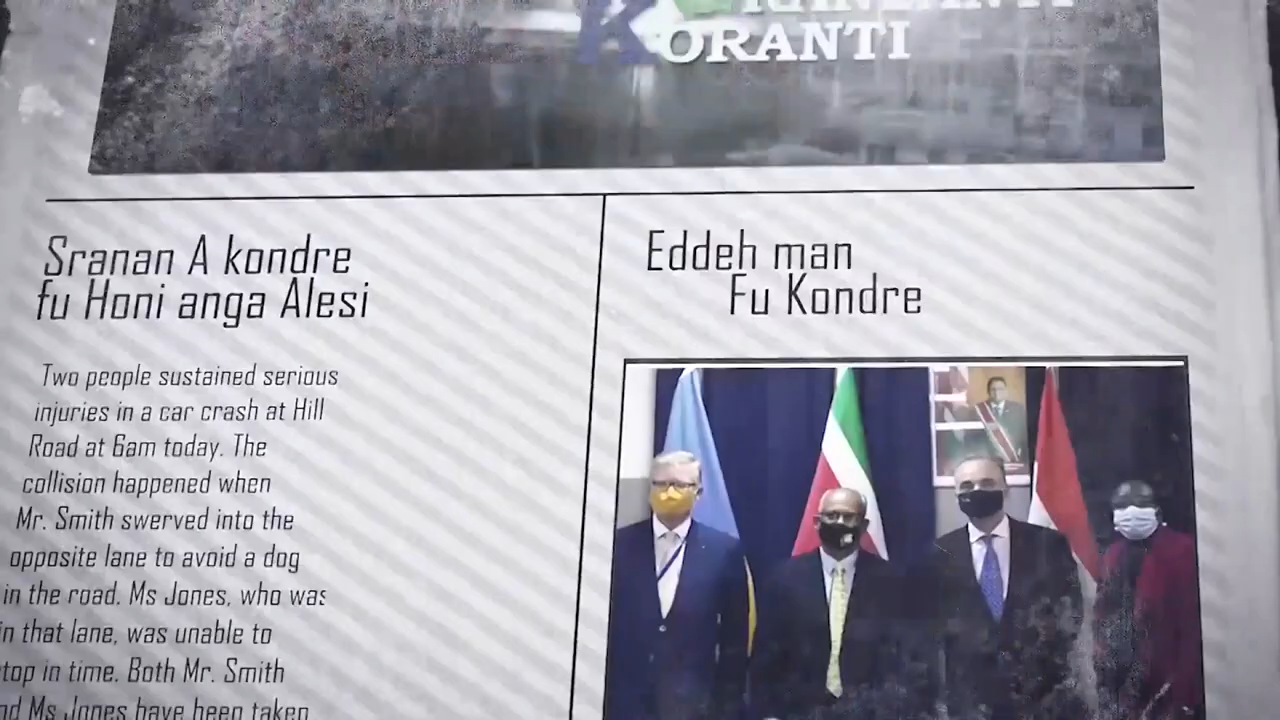 KORANTI
Sranan A kondre
fu Honi anga Alesi
Two people sustained serious
injuries in a car crash at Hill
Road at 6am today. The
collision happened when
Mr. Smith swerved into the
opposite lane to avoid a dog
in the road. Ms Jones, who was
in that lane, was unable to
stop in time. Both Mr. Smith
and Ms Jones have been taken
Eddeh man
Fu Kondre